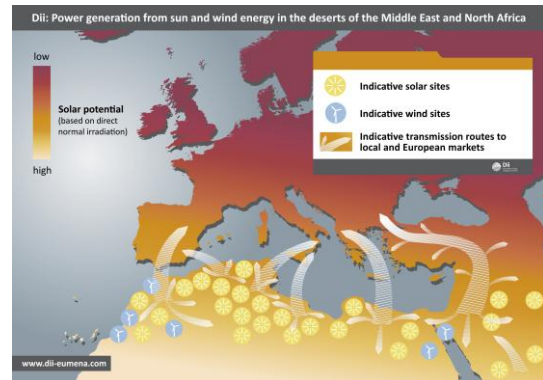 Dii: Power generation from sun and wind energy in the deserts of the Middle East and North Africa
low
Solar potential
(based on direct
normal irradiation)
high
Indicative solar sites
Indicative wind sites
Indicative transmission routes to
local and European markets
Dii
www.dii-eumena.com